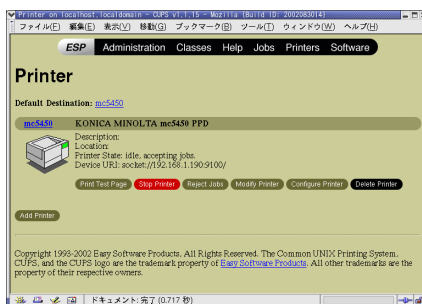 Printer on localhost.localdomain - CUPS v1.1.15 - Mozilla {Build ID: 2002083014}
ファイル(F) 編集(E) 表示(V) 移動(G) ブックマーク(B) ツール(T) ウィンドウ(W) ヘルプ(H)
ESP Administration Classes Help Jobs Printers Software
Printer
Default Destination: mc5450
mc5450 KONICA MINOLTA mc5450 PPD
Description:
Location:
Printer State: idle, accepting jobs.
Device URI: socket://192.168.1.190:9100/
Print Test Page Stop Printer Reject Jobs Modify Printer Configure Printer Delete Printer
Add Printer
Copyright 1993-2002 Easy Software Products, All Rights Reserved. The Common UNIX Printing System,
CUPS, and the CUPS logo are the trademark property of Easy Software Products. All other trademarks are the
property of their respective owners.
ドキュメント: 完了 (0.717 秒)